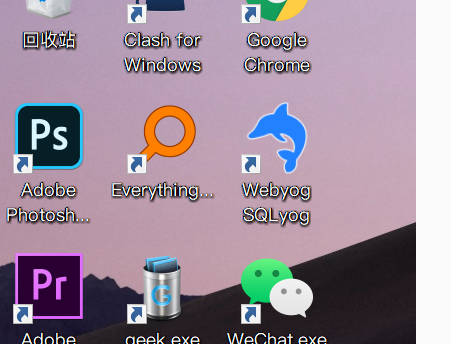 回收站
Clash for
Windows
Google
Chrome
Ps
Adobe
Photosh...
Everything...
Webyog
SQLyog
Pr
G
Adobe
geek.exe
WeChat.exe